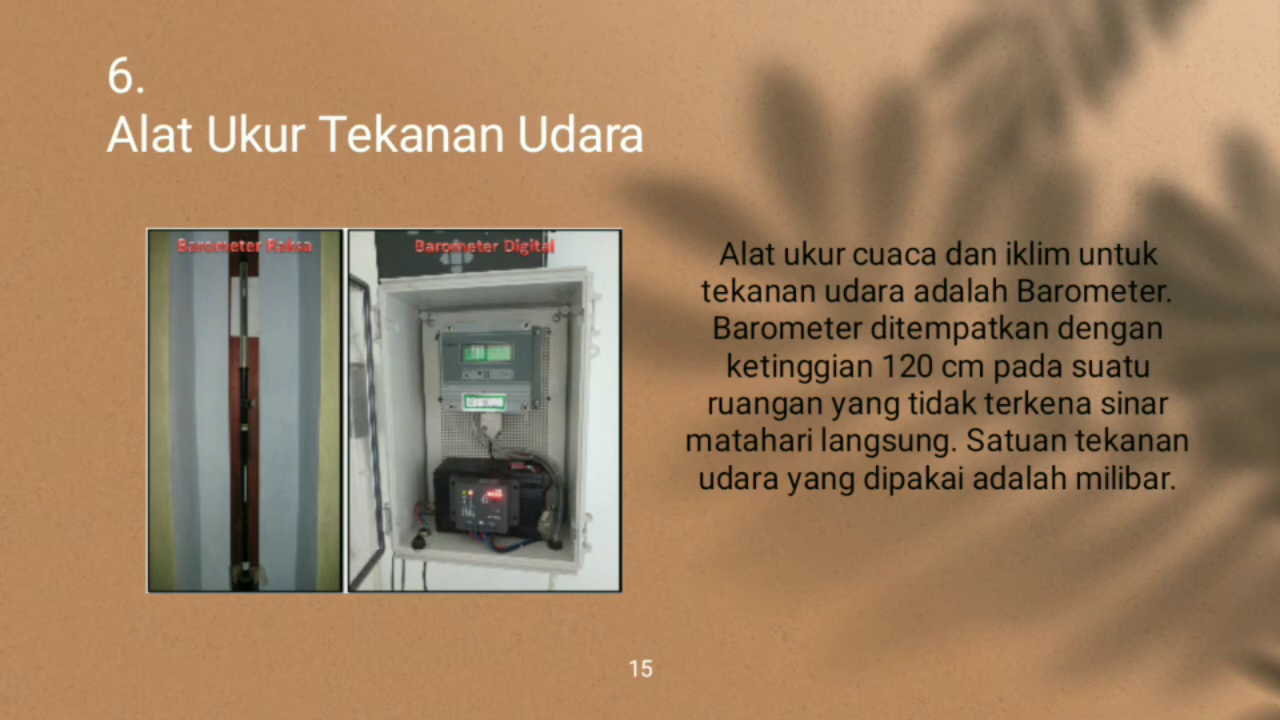 6.
Alat Ukur Tekanan Udara
Barometer Raksa
Barometer Digital
Alat ukur cuaca dan iklim untuk
tekanan udara adalah Barometer.
Barometer ditempatkan dengan
ketinggian 120 cm pada suatu
ruangan yang tidak terkena sinar
matahari langsung. Satuan tekanan
udara yang dipakai adalah milibar.
15